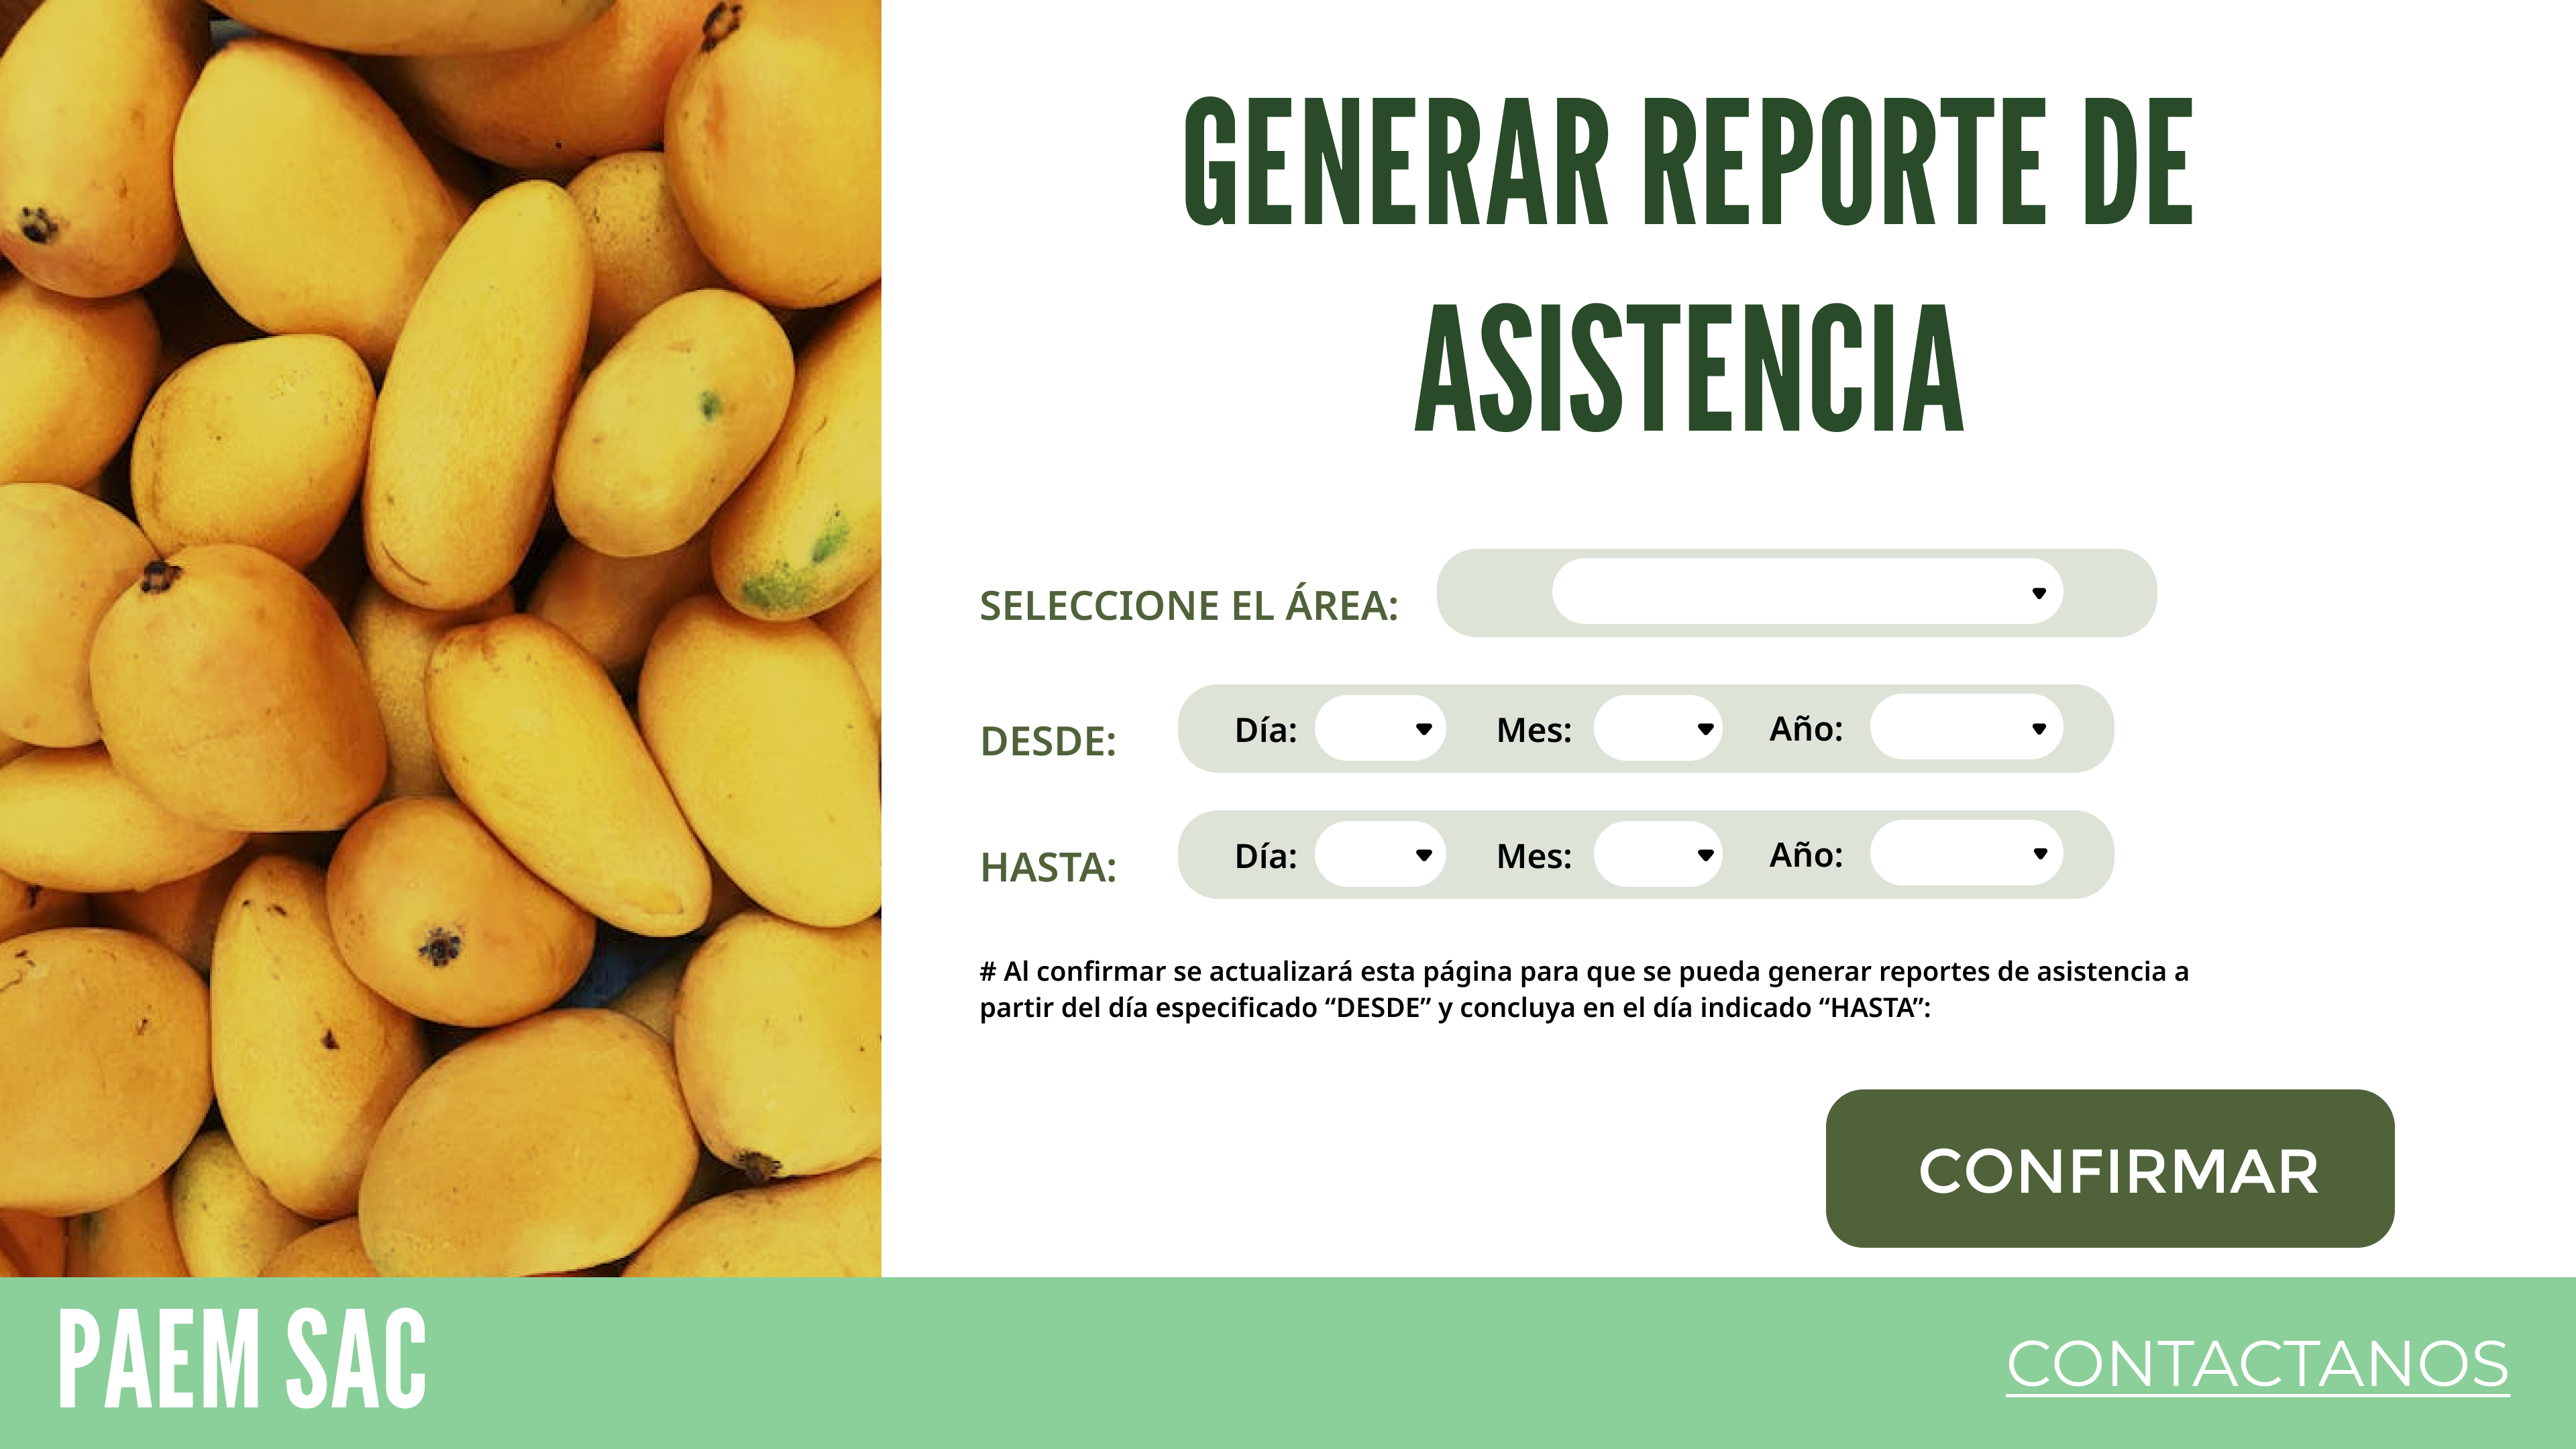 GENERAR REPORTE DE
ASISTENCIA
SELECCIONE EL ÁREA:
DESDE: Día: Mes: Año:
HASTA: Día: Mes: Año:
# Al confirmar se actualizará esta página para que se pueda generar reportes de asistencia a
partir del día especificado “DESDE” y concluya en el día indicado “HASTA”:
CONFIRMAR
PAEM SAC
CONTACTANOS